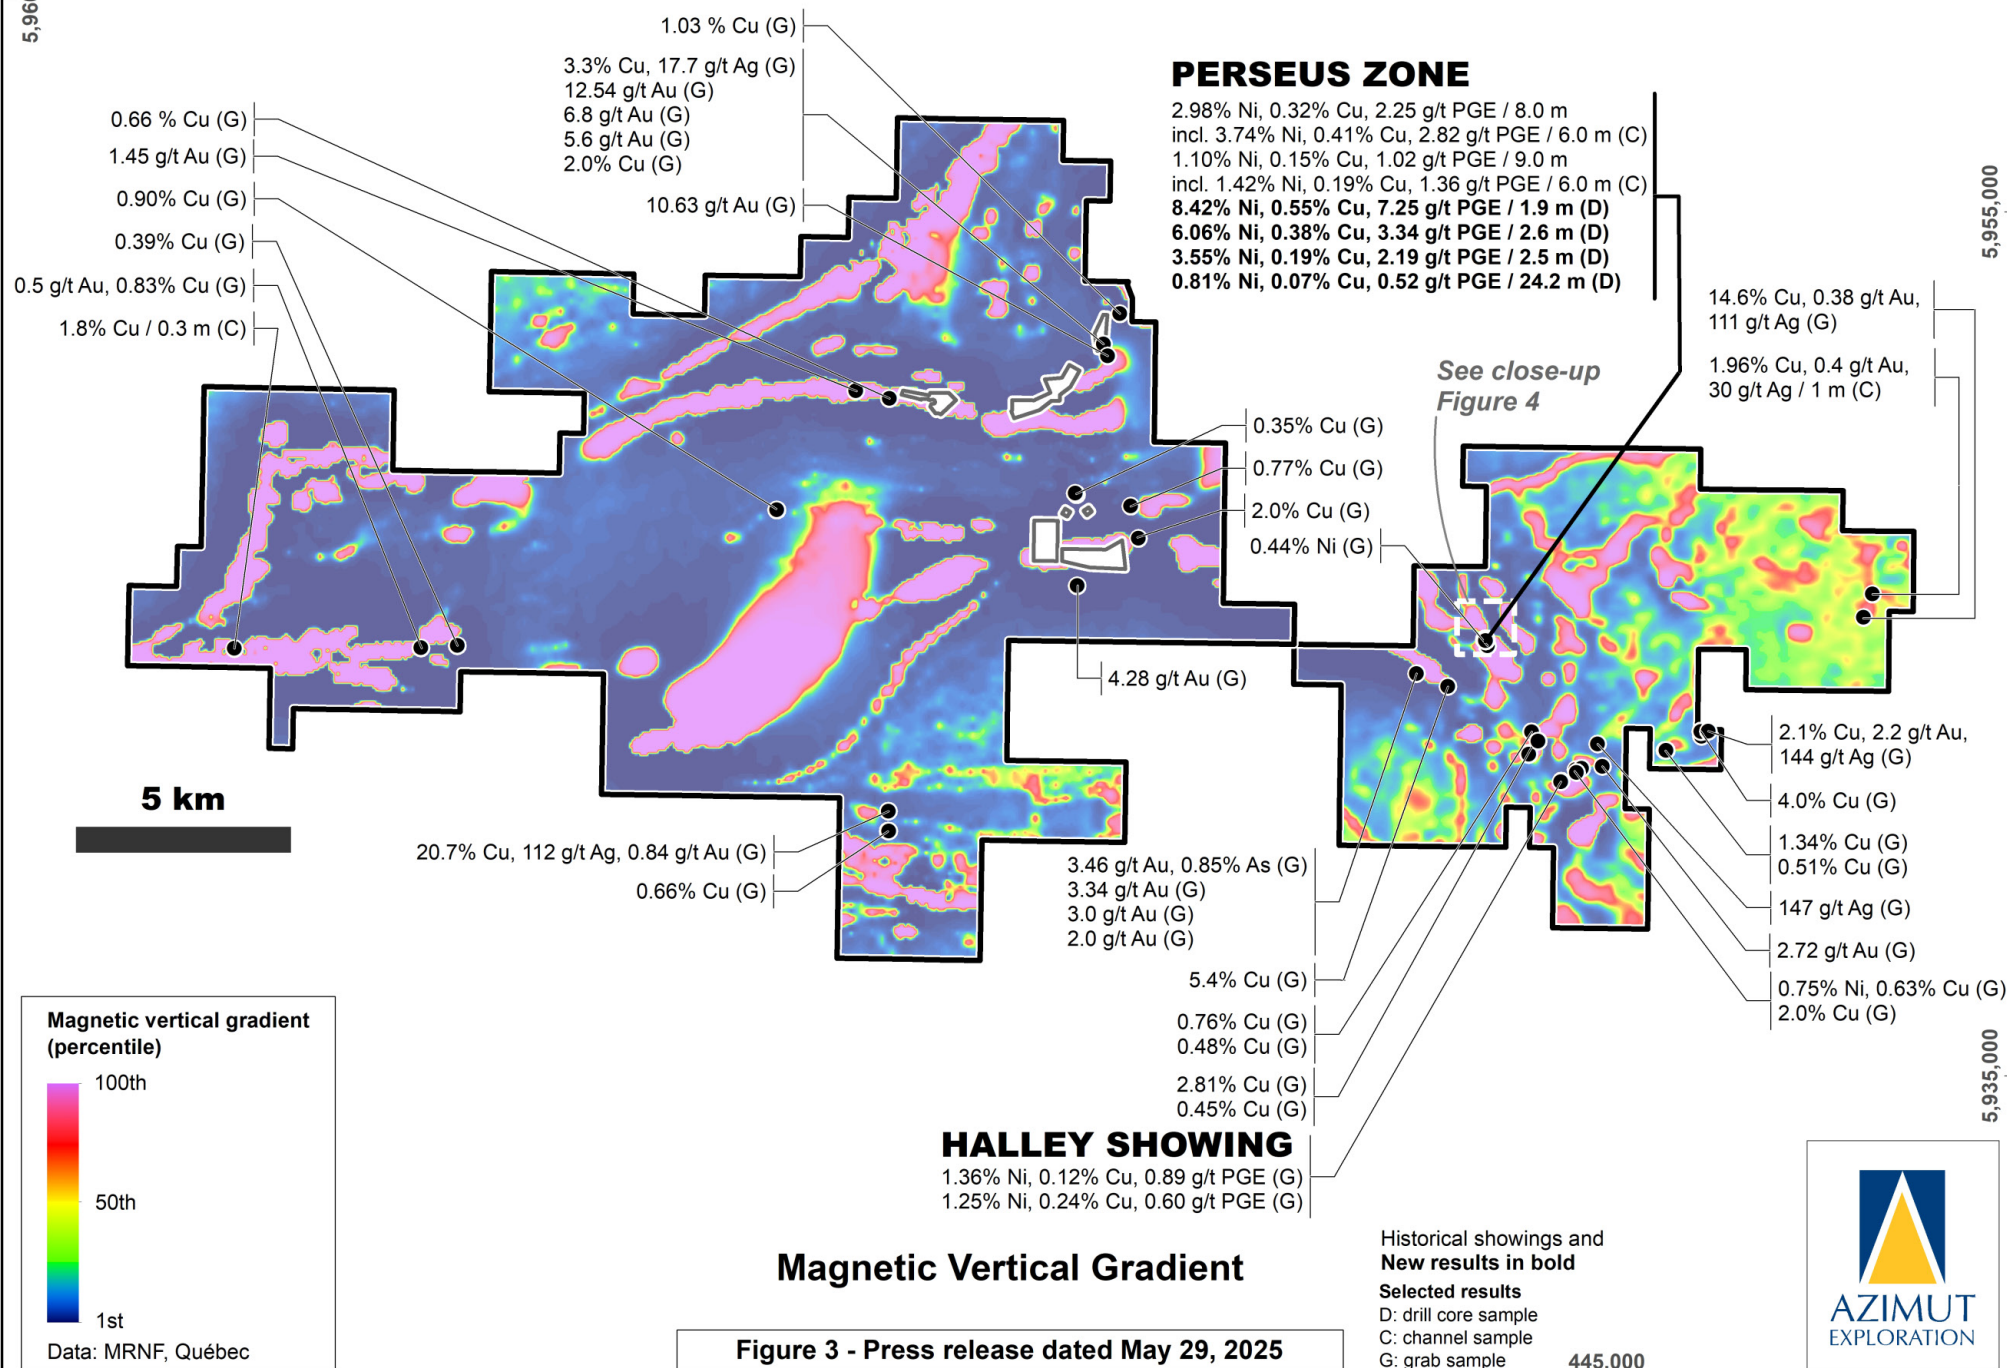 5,960
1.03 % Cu (G)
3.3% Cu, 17.7 g/t Ag (G)
12.54 g/t Au (G)
6.8 g/t Au (G)
5.6 g/t Au (G)
2.0% Cu (G)
10.63 g/t Au (G)
0.66 % Cu (G)
1.45 g/t Au (G)
0.90% Cu (G)
0.39% Cu (G)
0.5 g/t Au, 0.83% Cu (G)
1.8% Cu / 0.3 m (C)
PERSEUS ZONE
2.98% Ni, 0.32% Cu, 2.25 g/t PGE / 8.0 m
incl. 3.74% Ni, 0.41% Cu, 2.82 g/t PGE / 6.0 m (C)
1.10% Ni, 0.15% Cu, 1.02 g/t PGE / 9.0 m
incl. 1.42% Ni, 0.19% Cu, 1.36 g/t PGE / 6.0 m (C)
8.42% Ni, 0.55% Cu, 7.25 g/t PGE / 1.9 m (D)
6.06% Ni, 0.38% Cu, 3.34 g/t PGE / 2.6 m (D)
3.55% Ni, 0.19% Cu, 2.19 g/t PGE / 2.5 m (D)
0.81% Ni, 0.07% Cu, 0.52 g/t PGE / 24.2 m (D)
5,955,000
14.6% Cu, 0.38 g/t Au,
111 g/t Ag (G)
1.96% Cu, 0.4 g/t Au,
30 g/t Ag / 1 m (C)
See close-up
Figure 4
0.35% Cu (G)
0.77% Cu (G)
2.0% Cu (G)
0.44% Ni (G)
4.28 g/t Au (G)
5 km
20.7% Cu, 112 g/t Ag, 0.84 g/t Au (G)
0.66% Cu (G)
3.46 g/t Au, 0.85% As (G)
3.34 g/t Au (G)
3.0 g/t Au (G)
2.0 g/t Au (G)
5.4% Cu (G)
0.76% Cu (G)
0.48% Cu (G)
2.81% Cu (G)
0.45% Cu (G)
2.1% Cu, 2.2 g/t Au,
144 g/t Ag (G)
4.0% Cu (G)
1.34% Cu (G)
0.51% Cu (G)
147 g/t Ag (G)
2.72 g/t Au (G)
0.75% Ni, 0.63% Cu (G)
2.0% Cu (G)
5,935,000
HALLEY SHOWING
1.36% Ni, 0.12% Cu, 0.89 g/t PGE (G)
1.25% Ni, 0.24% Cu, 0.60 g/t PGE (G)
Magnetic vertical gradient
(percentile)
100th
50th
1st
Data: MRNF, Québec
Magnetic Vertical Gradient
Figure 3 - Press release dated May 29, 2025
Historical showings and
New results in bold
Selected results
D: drill core sample
C: channel sample
G: grab sample
445,000
AZIMUT
EXPLORATION